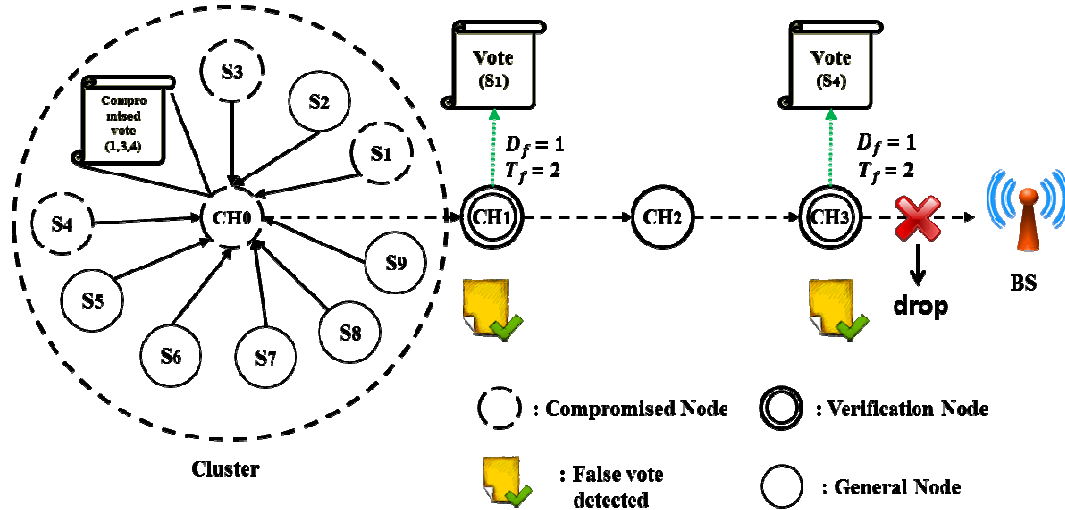 Vote
(S1)
Vote
(S4)
S3
S2
Compro
mised
vote
(1,3,4)
S1
D_f = 1
T_f = 2
D_f = 1
T_f = 2
S4
CH0
CH1
CH2
CH3
S9
S5
BS
drop
S8
S6
S7
: Compromised Node
: Verification Node
Cluster
: False vote
detected
: General Node